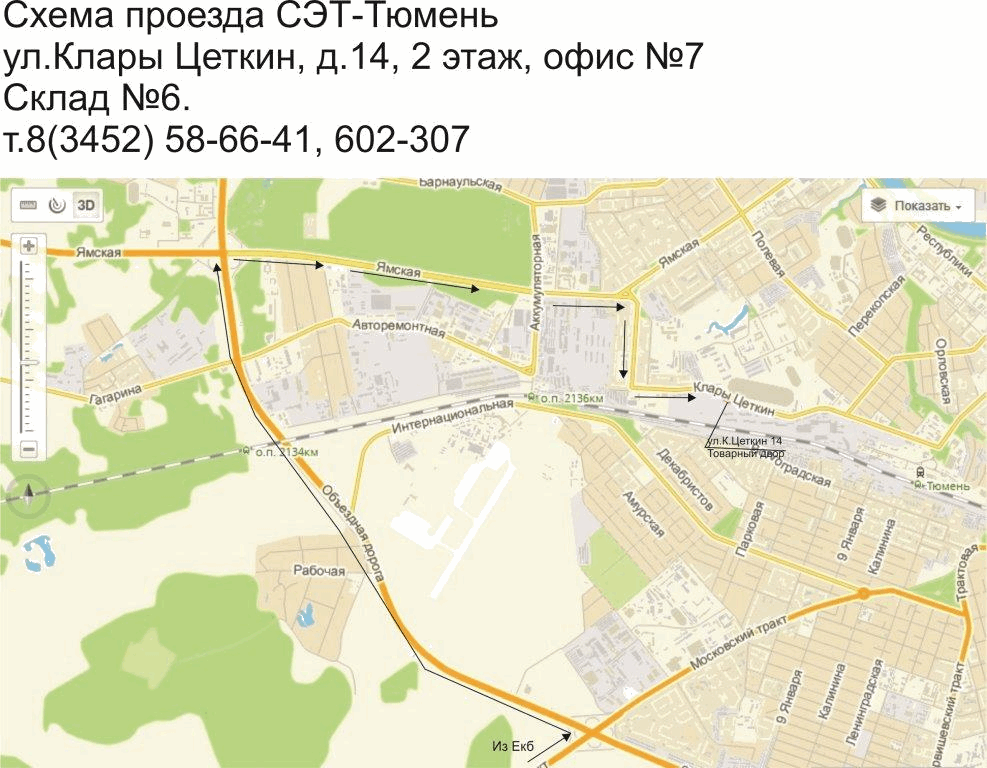 Схема проезда СЭТ-Тюмень
ул.Клары Цеткин, д.14, 2 этаж, офис №7
Склад №6.
т.8(3452) 58-66-41, 602-307
Барнаульская
3D
Показать
Ямская
Ямская
Ямская
Полевая
Республики
Аккумуляторная
Перекопская
Авторемонтная
Орловская
Гагарина
Клары Цеткин
о.п. 2136км
Интернациональная
ул.К.Цеткин 14
Товарный двор
о.п. 2134км
Тюмень
Декабристов
Объездная дорога
Амурская
Парковая
9 Января
Калинина
Трактовая
Рабочая
Московский тракт
9 Января
Калинина
Ленинградская
Из Екб